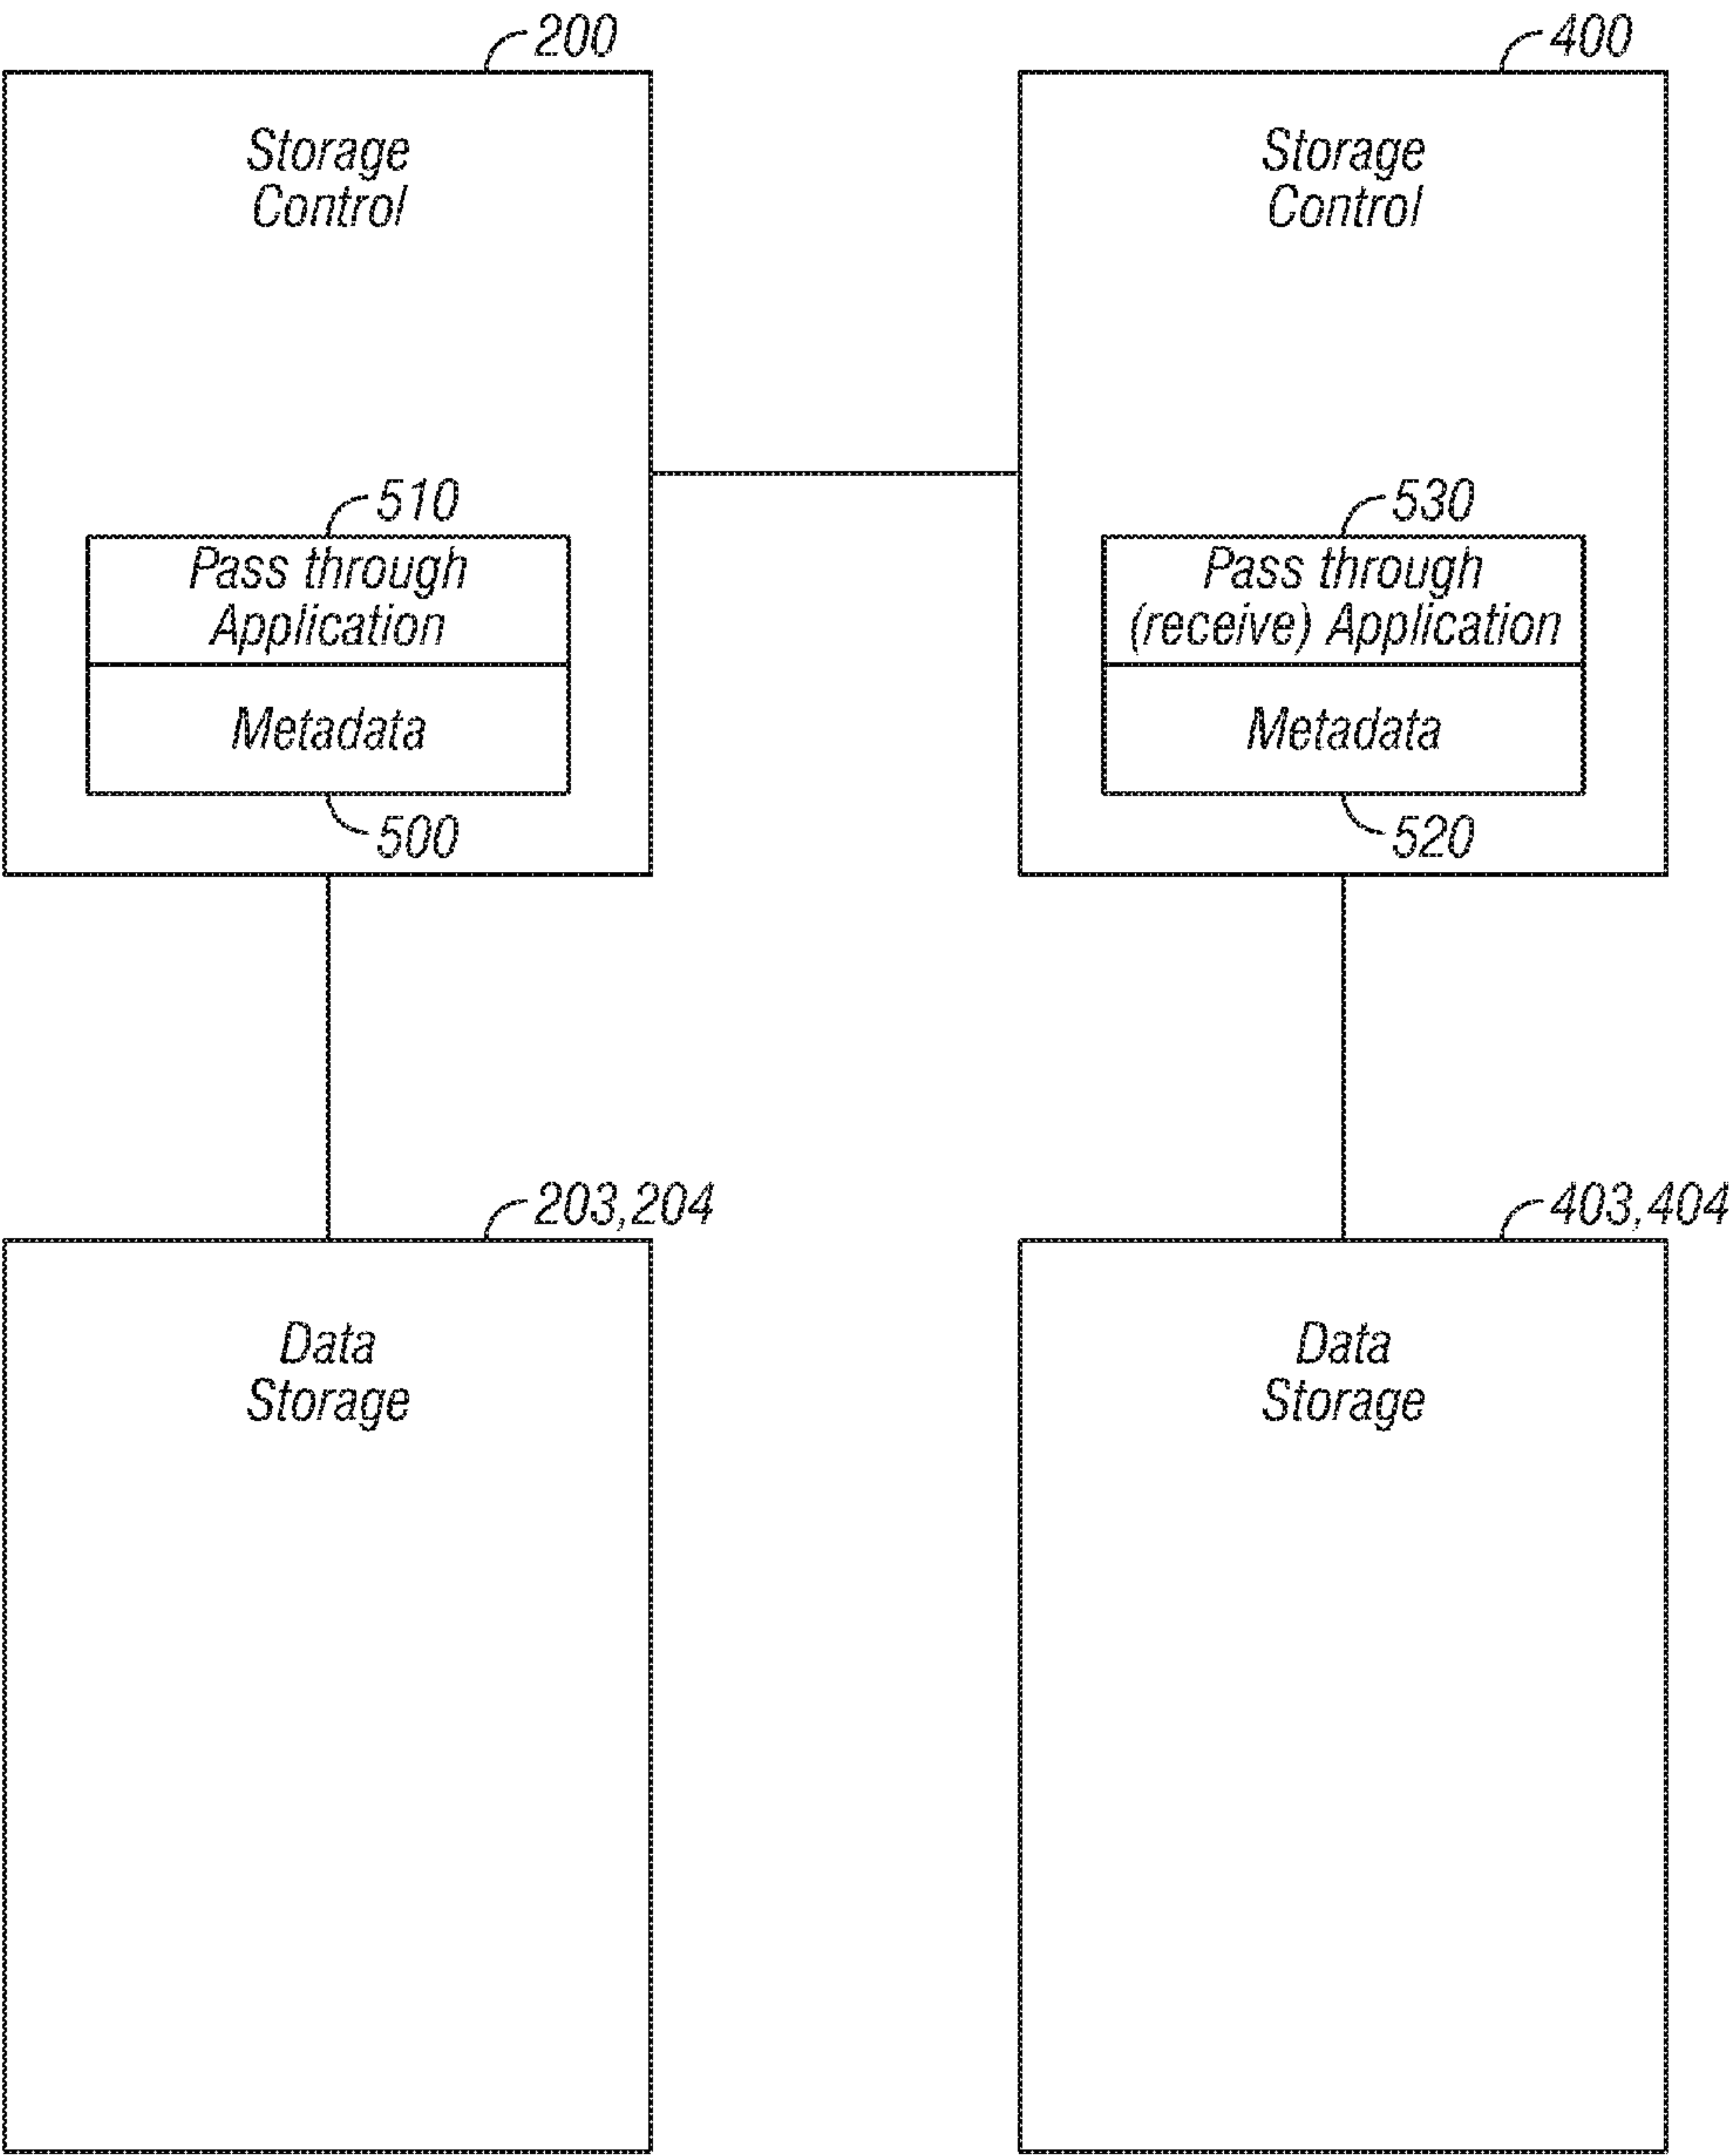 200
Storage
Control
510
Pass through
Application
Metadata
500
400
Storage
Control
530
Pass through
(receive) Application
Metadata
520
203,204
Data
Storage
403,404
Data
Storage